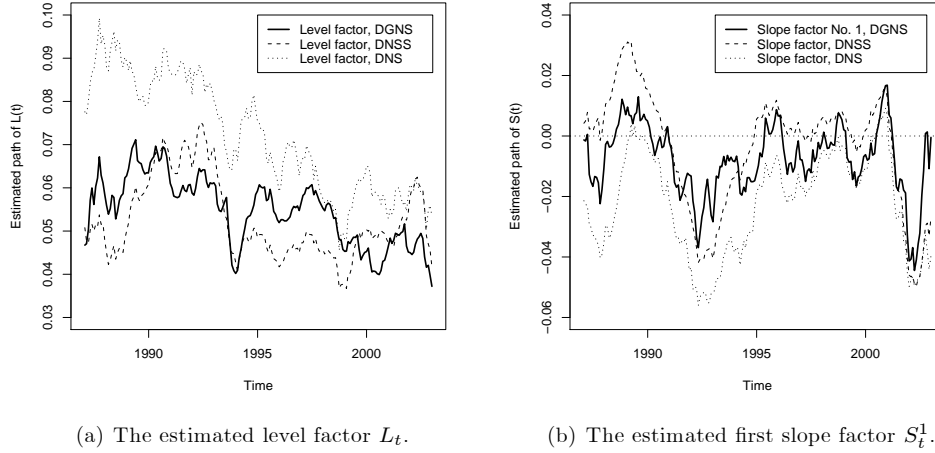 Level factor, DGNS
Level factor, DNSS
Level factor, DNS
Estimated path of L(t)
0.10
0.09
0.08
0.07
0.06
0.05
0.04
0.03
1990
1995
2000
Time
(a) The estimated level factor L_t.
Slope factor No. 1, DGNS
Slope factor, DNSS
Slope factor, DNS
Estimated path of S(t)
0.04
0.02
0.00
−0.02
−0.04
−0.06
1990
1995
2000
Time
(b) The estimated first slope factor S_t^1.